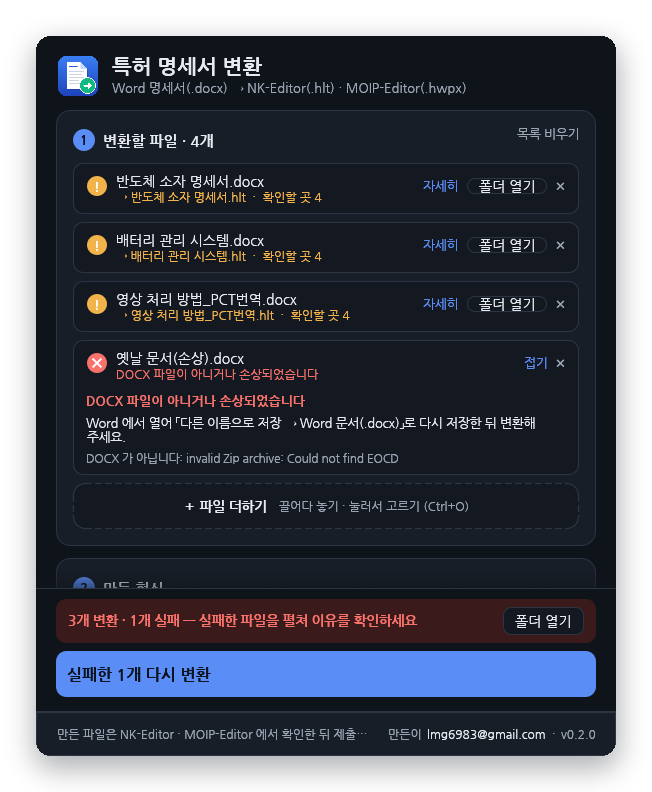 특허 명세서 변환
Word 명세서(.docx) → NK-Editor(.hlt) · MOIP-Editor(.hwpx)
1 변환할 파일 · 4개 목록 비우기
! 반도체 소자 명세서.docx 자세히 폴더 열기 ×
→ 반도체 소자 명세서.hlt · 확인할 곳 4
! 배터리 관리 시스템.docx 자세히 폴더 열기 ×
→ 배터리 관리 시스템.hlt · 확인할 곳 4
! 영상 처리 방법_PCT번역.docx 자세히 폴더 열기 ×
→ 영상 처리 방법_PCT번역.hlt · 확인할 곳 4
옛날 문서(손상).docx 접기 ×
DOCX 파일이 아니거나 손상되었습니다
DOCX 파일이 아니거나 손상되었습니다
Word 에서 열어 「다른 이름으로 저장 → Word 문서(.docx)」로 다시 저장한 뒤 변환해
주세요.
DOCX 가 아닙니다: invalid Zip archive: Could not find EOCD
+ 파일 더하기 끌어다 놓기 · 눌러서 고르기 (Ctrl+O)
3개 변환 · 1개 실패 — 실패한 파일을 펼쳐 이유를 확인하세요 폴더 열기
실패한 1개 다시 변환
만든 파일은 NK-Editor · MOIP-Editor 에서 확인한 뒤 제출… 만든이 lmg6983@gmail.com · v0.2.0